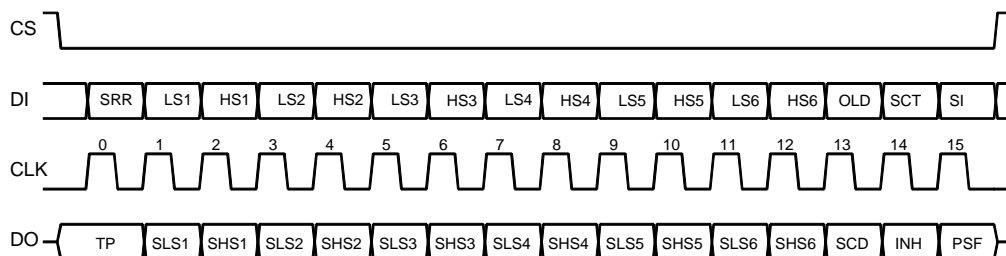 CS
DI SRR LS1 HS1 LS2 HS2 LS3 HS3 LS4 HS4 LS5 HS5 LS6 HS6 OLD SCT SI
0 1 2 3 4 5 6 7 8 9 10 11 12 13 14 15
CLK
DO TP SLS1 SHS1 SLS2 SHS2 SLS3 SHS3 SLS4 SHS4 SLS5 SHS5 SLS6 SHS6 SCD INH PSF